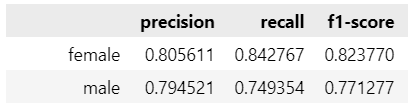 precision recall f1-score
female 0.805611 0.842767 0.823770
male 0.794521 0.749354 0.771277